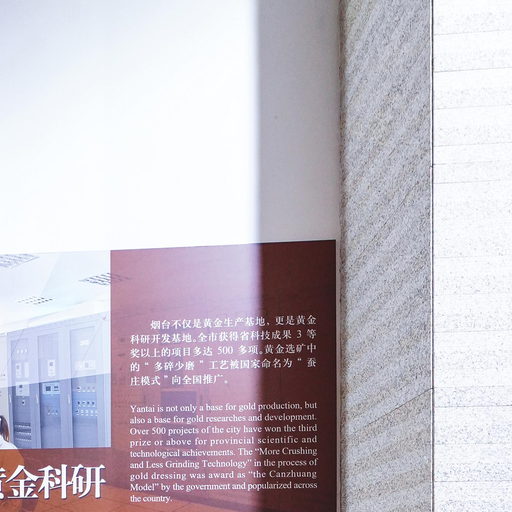 烟台不仅是黄金生产基地，更是黄金
科研开发基地。全市获得省科技成果 3 等
奖以上的项目多达 500 多项。黄金选矿中
的“多碎少磨”工艺被国家命名为“蚕
庄模式”向全国推广。
Yantai is not only a base for gold production, but
also a base for gold researches and development.
Over 500 projects of the city have won the third
prize or above for provincial scientific and
technological achievements. The “More Crushing
and Less Grinding Technology” in the process of
gold dressing was award as “the Canzhuang
Model” by the government and popularized across
the country.
黄金科研